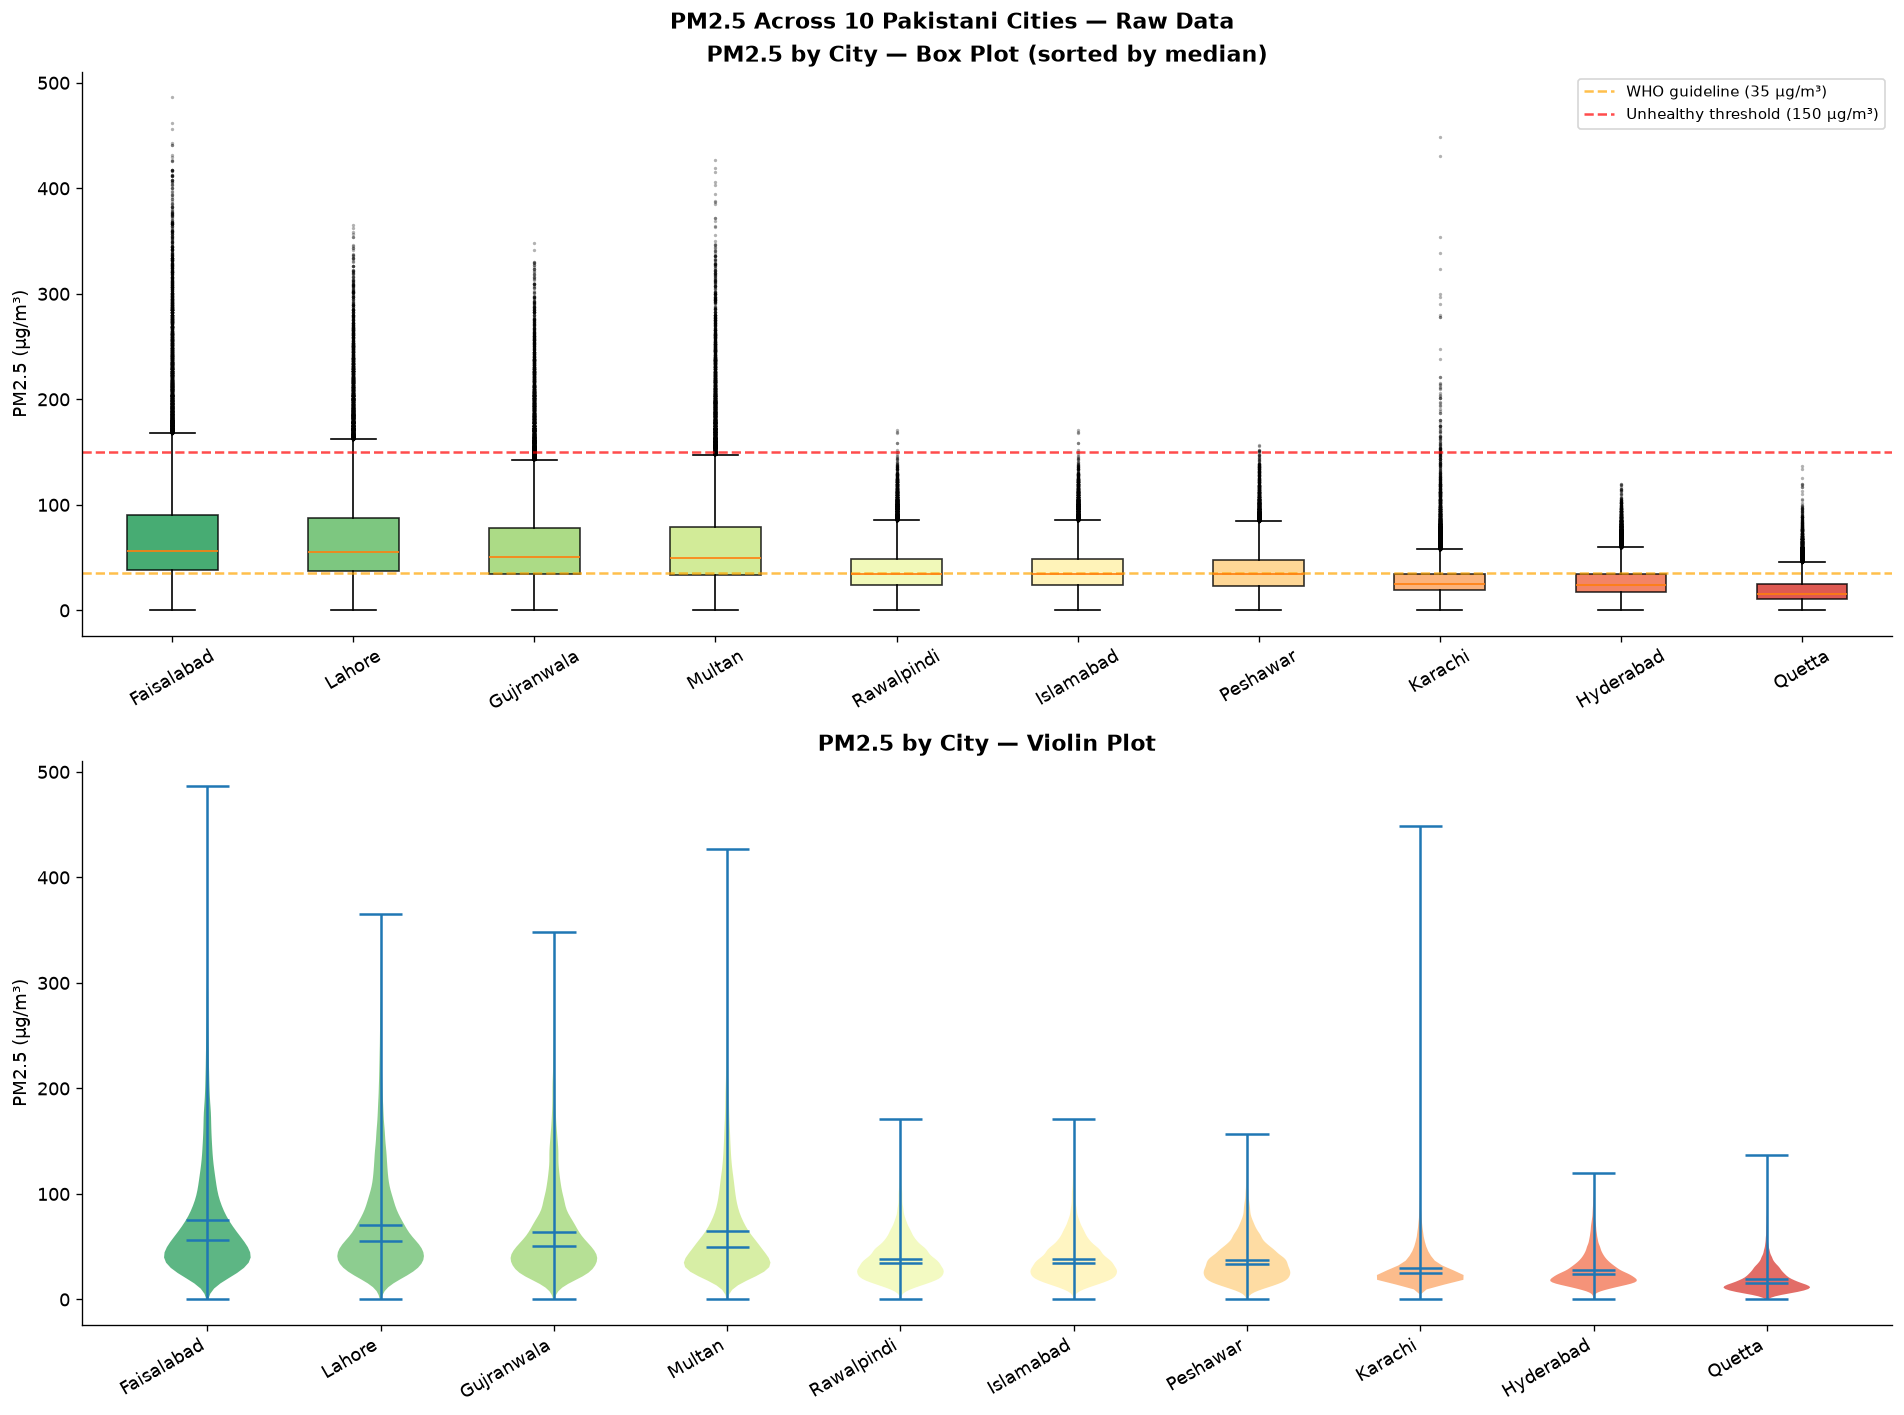 PM2.5 Across 10 Pakistani Cities — Raw Data
PM2.5 by City — Box Plot (sorted by median)
WHO guideline (35 µg/m³)
Unhealthy threshold (150 µg/m³)
PM2.5 (µg/m³)
500
400
300
200
100
0
Faisalabad
Lahore
Gujranwala
Multan
Rawalpindi
Islamabad
Peshawar
Karachi
Hyderabad
Quetta
PM2.5 by City — Violin Plot
PM2.5 (µg/m³)
500
400
300
200
100
0
Faisalabad
Lahore
Gujranwala
Multan
Rawalpindi
Islamabad
Peshawar
Karachi
Hyderabad
Quetta